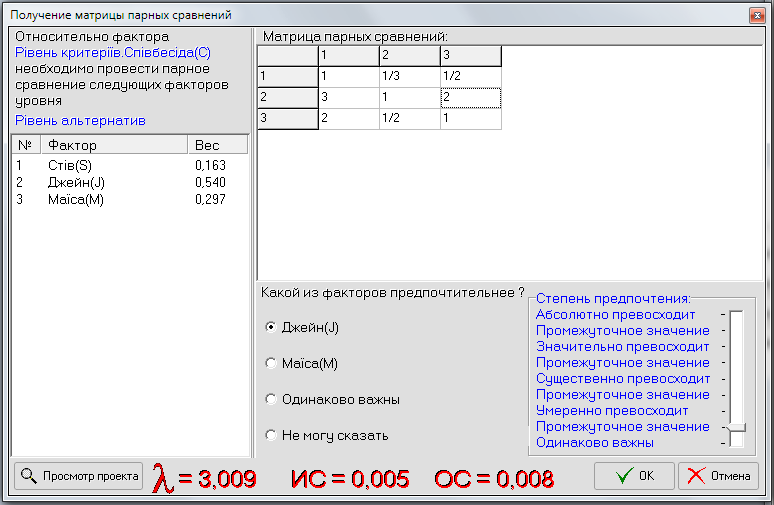 Получение матрицы парных сравнений
Относительно фактора
Рівень критеріїв.Співбесіда(C)
необходимо провести парное
сравнение следующих факторов
уровня
Рівень альтернатив
№ Фактор Вес
1 Стів(S) 0,163
2 Джейн(J) 0,540
3 Маїса(M) 0,297
Матрица парных сравнений:
1 2 3
1 1 1/3 1/2
2 3 1 2
3 2 1/2 1
Какой из факторов предпочтительнее ?
Джейн(J)
Маїса(M)
Одинаково важны
Не могу сказать
Степень предпочтения:
Абсолютно превосходит -
Промежуточное значение -
Значительно превосходит -
Промежуточное значение -
Существенно превосходит -
Промежуточное значение -
Умеренно превосходит -
Промежуточное значение -
Одинаково важны -
Просмотр проекта
λ = 3,009 ИС = 0,005 ОС = 0,008
OK
Отмена